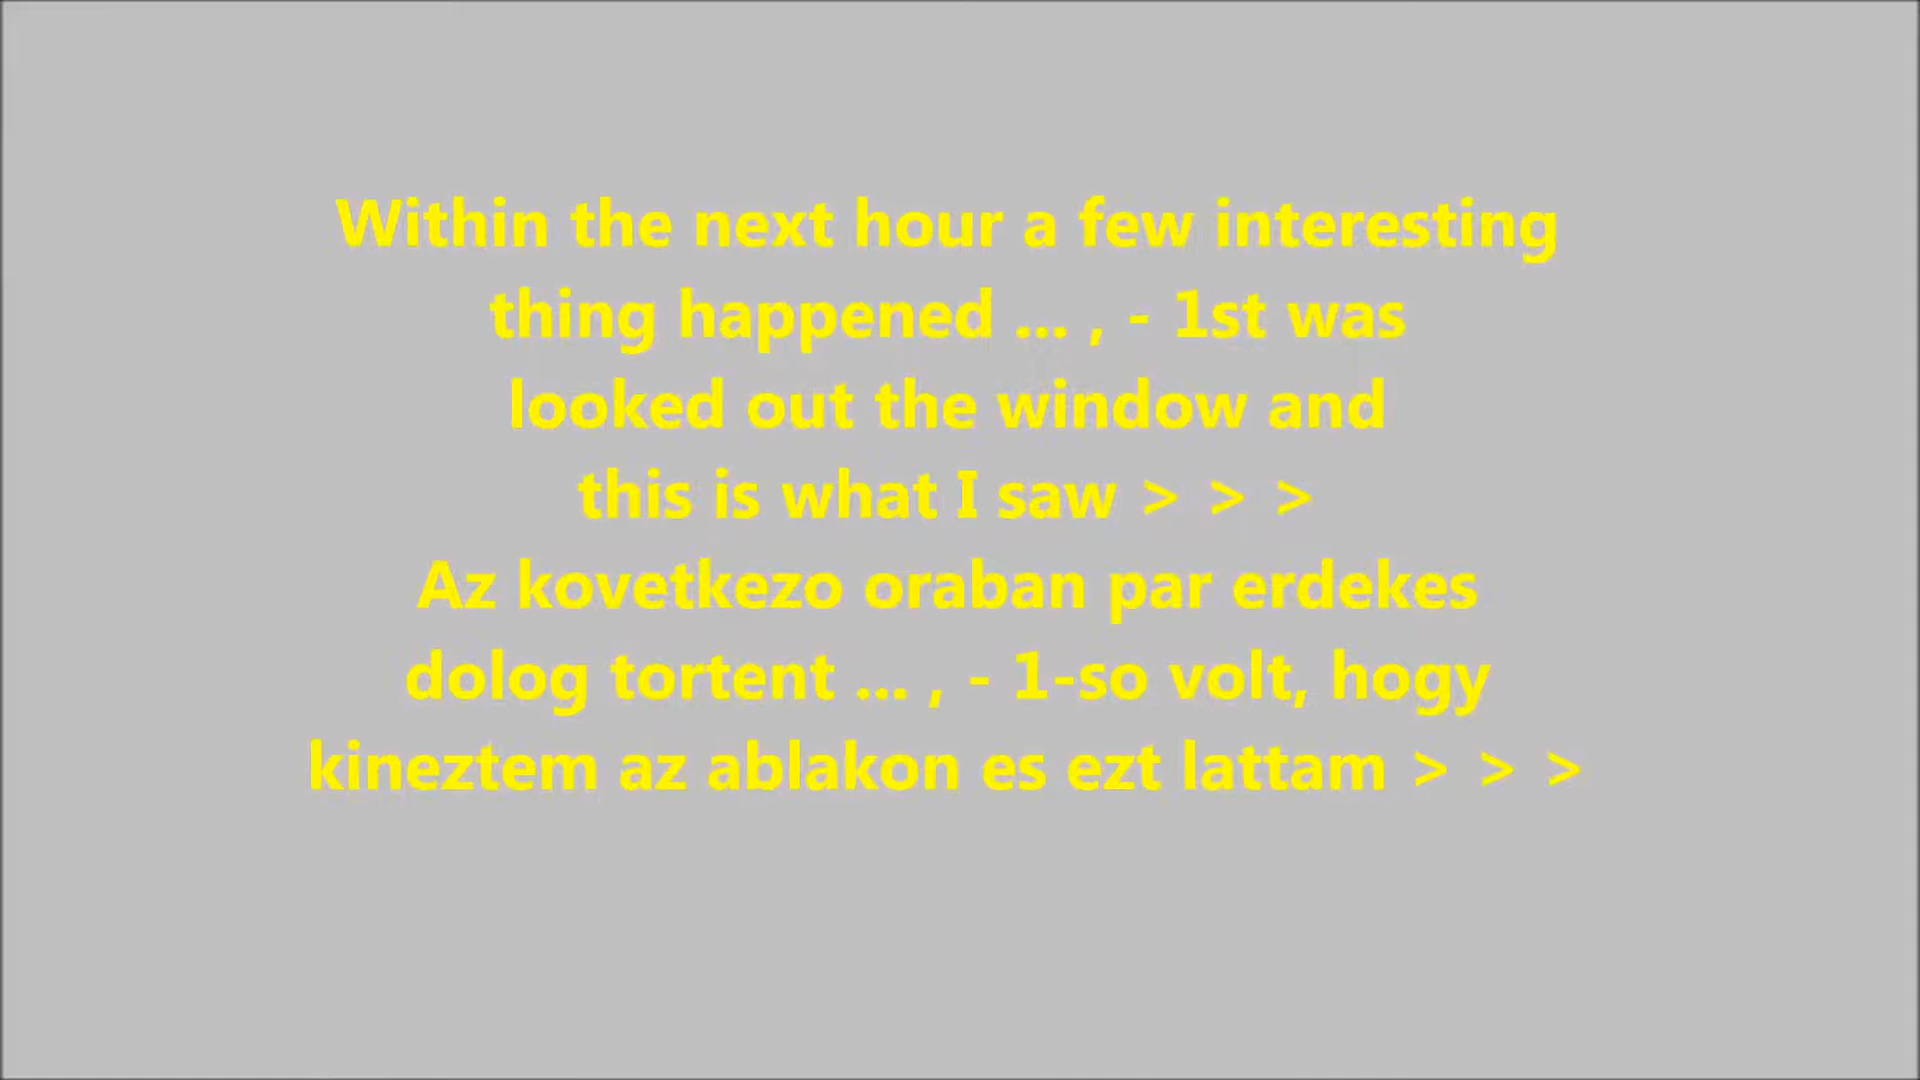 Within the next hour a few interesting
thing happened ... , - 1st was
looked out the window and
this is what I saw > > >
Az kovetkezo oraban par erdekes
dolog tortent ... , - 1-so volt, hogy
kineztem az ablakon es ezt lattam > > >